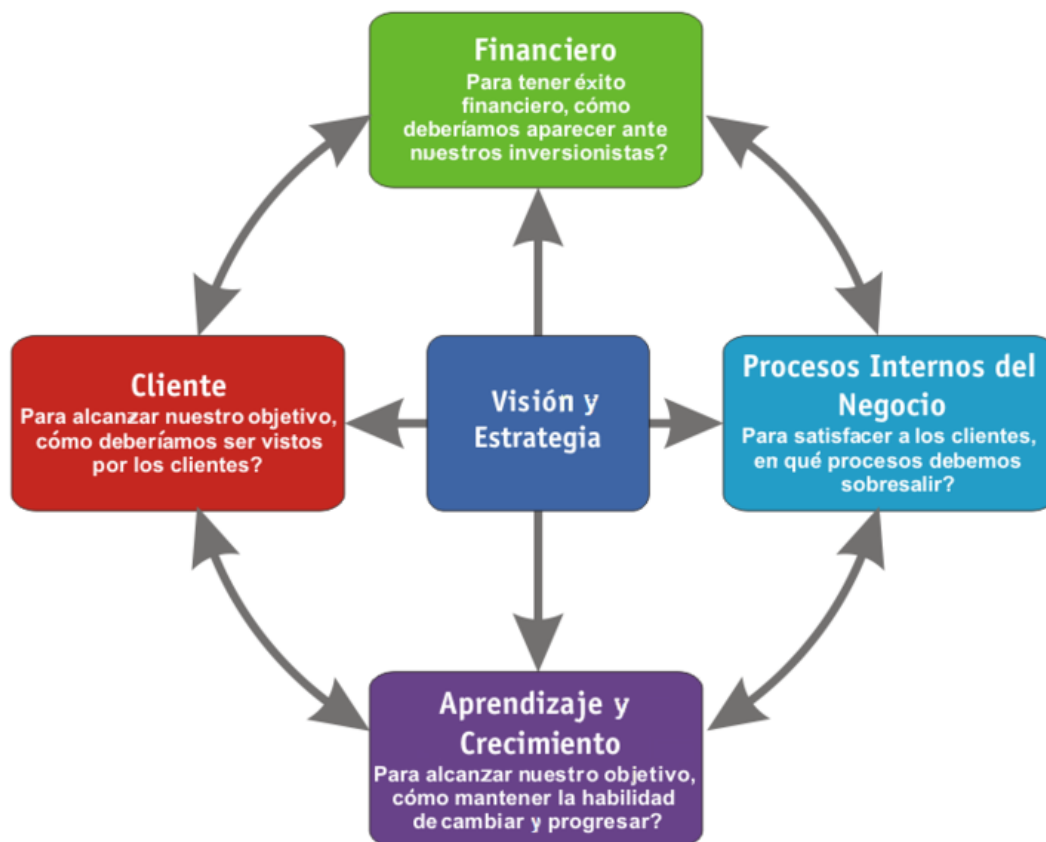 Financiero
Para tener éxito
financiero, cómo
deberíamos aparecer ante
nuestros inversionistas?
Cliente
Para alcanzar nuestro objetivo,
cómo deberíamos ser vistos
por los clientes?
Visión y
Estrategia
Procesos Internos del
Negocio
Para satisfacer a los clientes,
en qué procesos debemos
sobresalir?
Aprendizaje y
Crecimiento
Para alcanzar nuestro objetivo,
cómo mantener la habilidad
de cambiar y progresar?